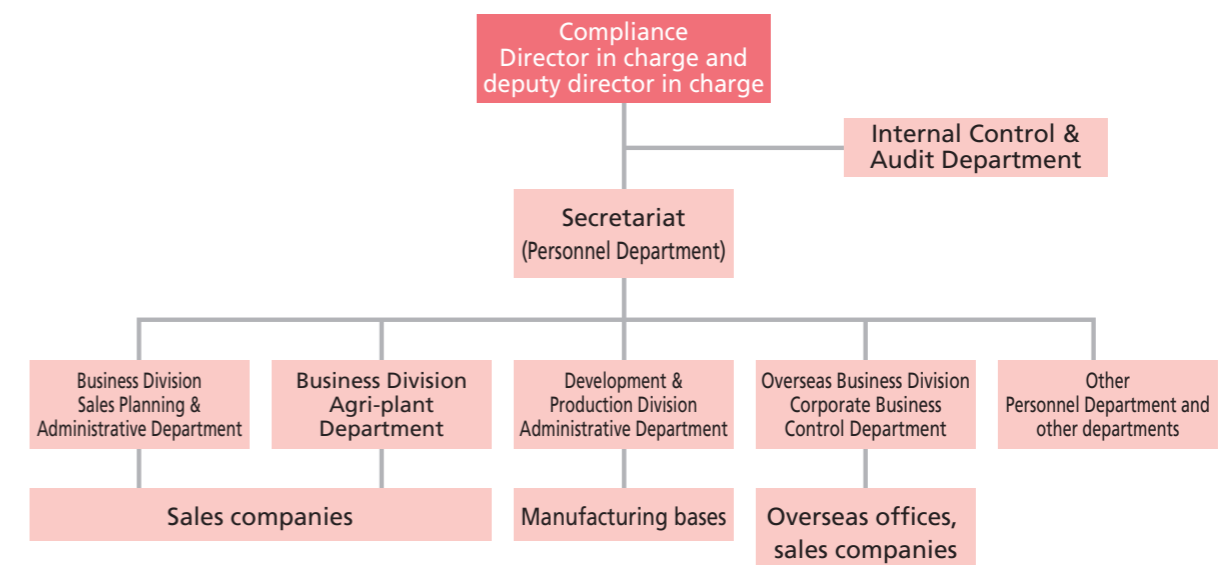 Compliance
Director in charge and
deputy director in charge
Internal Control &
Audit Department
Secretariat
(Personnel Department)
Business Division
Sales Planning &
Administrative Department
Business Division
Agri-plant
Department
Development &
Production Division
Administrative Department
Overseas Business Division
Corporate Business
Control Department
Other
Personnel Department and
other departments
Sales companies
Manufacturing bases
Overseas offices,
sales companies